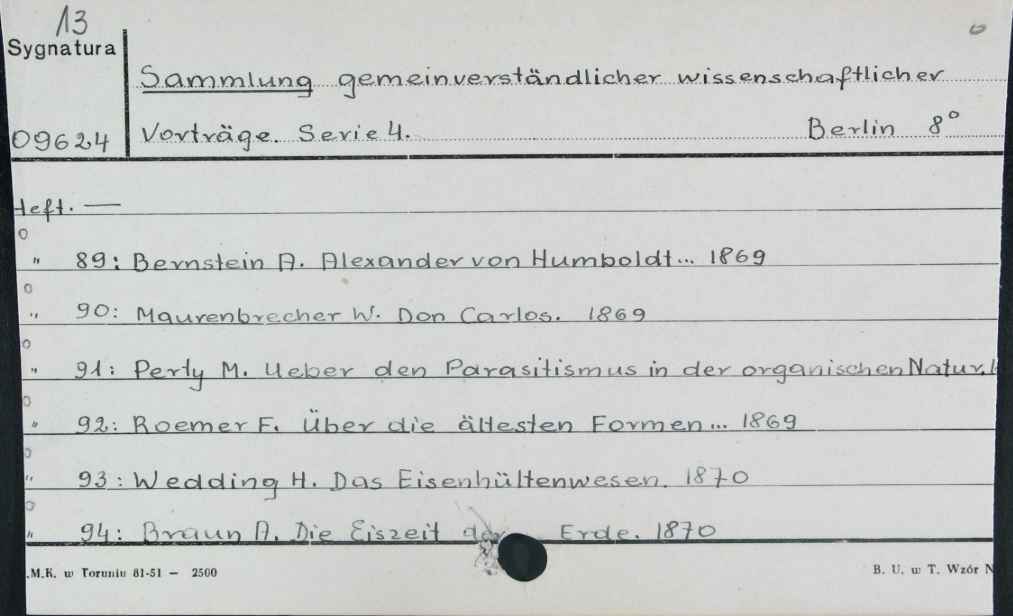 13
Sygnatura
Sammlung gemeinverständlicher wissenschaftlicher
09624 Vorträge. Serie 4. Berlin 8°
Heft. —
" 89: Bernstein A. Alexander von Humboldt... 1869
" 90: Maurenbrecher W. Don Carlos. 1869
" 91: Perty M. Ueber den Parasitismus in der organischen Natur.
" 92: Roemer F. Über die ältesten Formen... 1869
" 93: Wedding H. Das Eisenhüttenwesen. 1870
" 94: Braun A. Die Eiszeit der Erde. 1870
.M.K. w Toruniu 81-51 — 2500 B. U. w T. Wzór N